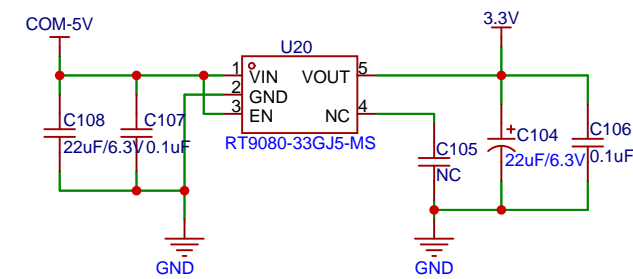 COM-5V
3.3V
U20
1
VIN
VOUT
5
2
GND
3
EN
NC
4
RT9080-33GJ5-MS
C108
22uF/6.3V
C107
0.1uF
C105
NC
+
C104
22uF/6.3V
C106
0.1uF
GND
GND